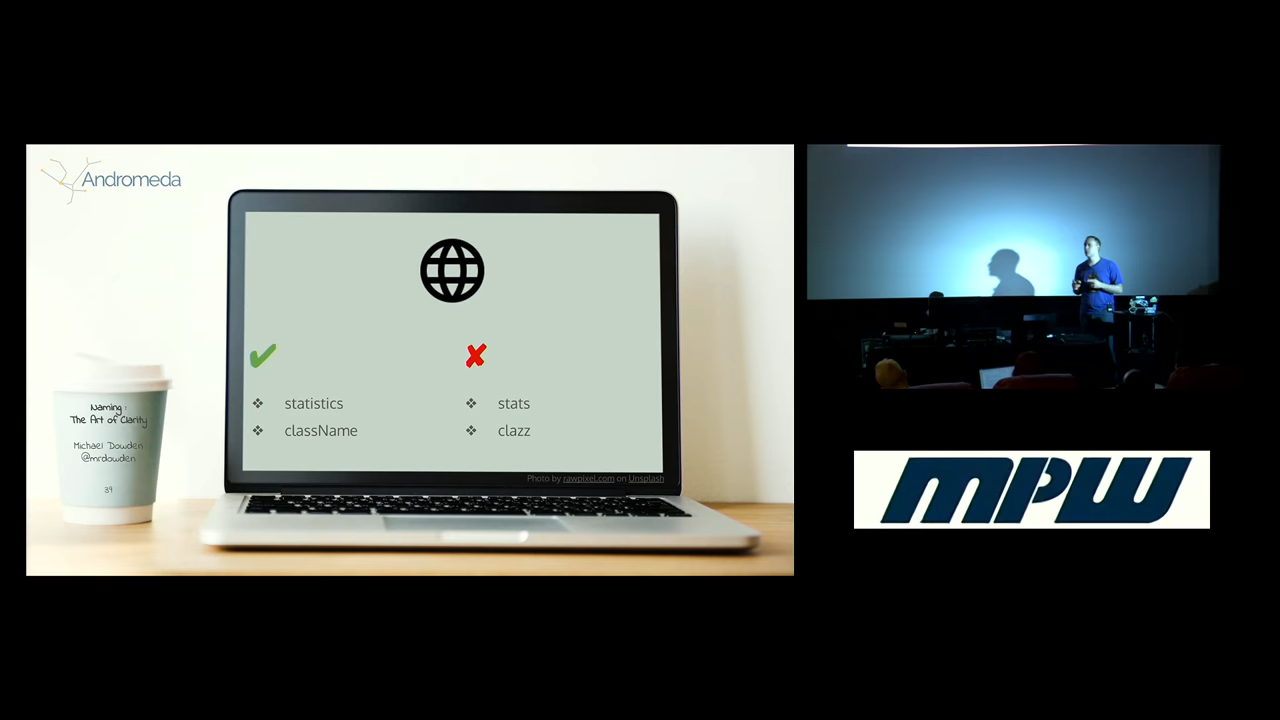 Andromeda
✔
✘
❖ statistics
❖ className
❖ stats
❖ clazz
Photo by rawpixel.com on Unsplash
Naming:
The Art of Clarity
Michael Dowden
@mrdowden
39
MPW